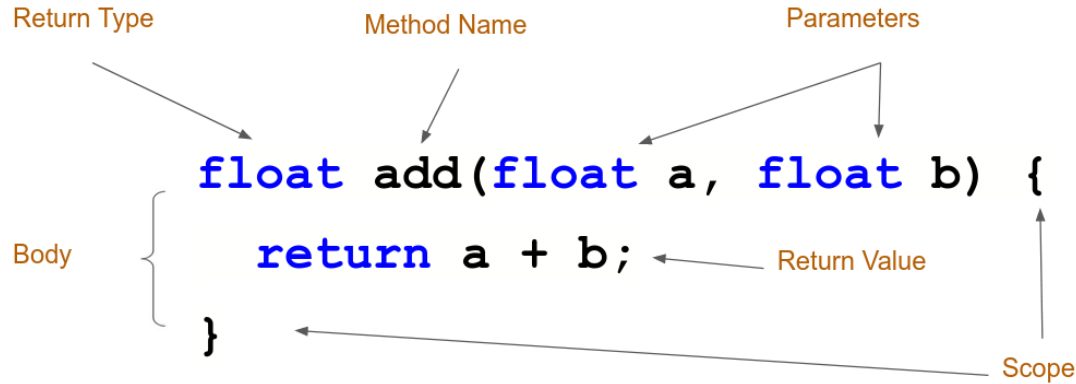 Return Type
Method Name
Parameters
float add(float a, float b) {
Body
return a + b;
Return Value
}
Scope